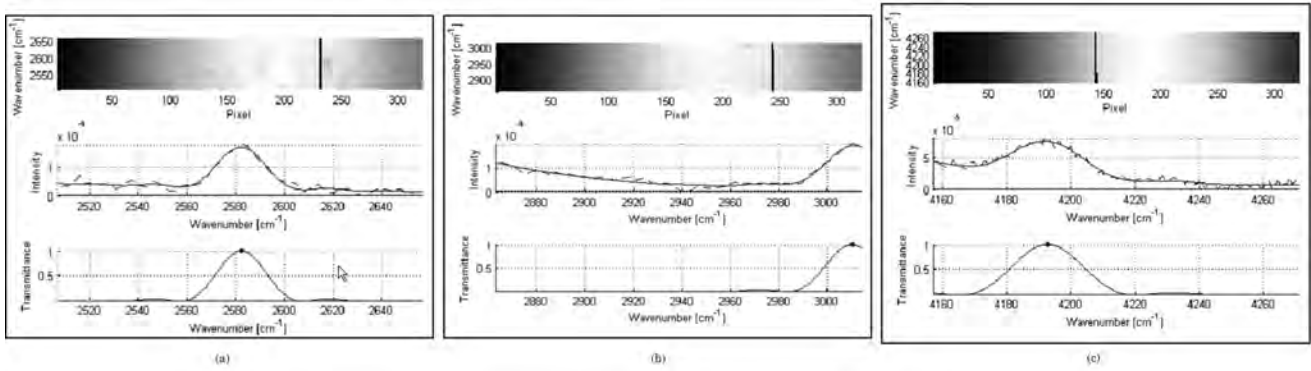 Wavenumber [cm⁻¹]
2650
2600
2550
50 100 150 200 250 300
Pixel
x 10⁻⁴
Intensity
1
0
2520 2540 2560 2580 2600 2620 2640
Wavenumber [cm⁻¹]
Transmittance
1
0.5
2520 2540 2560 2580 2600 2620 2640
Wavenumber [cm⁻¹]
(a)
Wavenumber [cm⁻¹]
3000
2950
2900
50 100 150 200 250 300
Pixel
x 10⁻⁴
Intensity
1
0
2880 2900 2920 2940 2960 2980 3000
Wavenumber [cm⁻¹]
Transmittance
1
0.5
2880 2900 2920 2940 2960 2980 3000
Wavenumber [cm⁻¹]
(b)
Wavenumber [cm⁻¹]
4260
4240
4220
4200
4180
4160
50 100 150 200 250 300
Pixel
x 10
Intensity
5
0
4160 4180 4200 4220 4240 4260
Wavenumber [cm⁻¹]
Transmittance
1
0.5
4160 4180 4200 4220 4240 4260
Wavenumber [cm⁻¹]
(c)